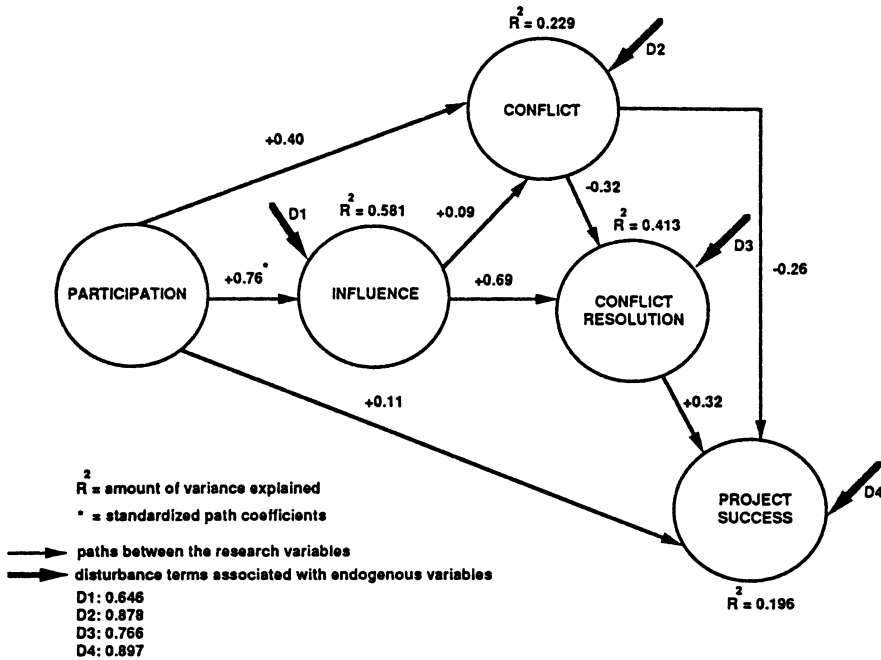 R² = 0.229
D2
CONFLICT
+0.40
D1
R² = 0.581
+0.09
-0.32
R² = 0.413
D3
PARTICIPATION
+0.76*
INFLUENCE
+0.69
CONFLICT
RESOLUTION
-0.26
+0.11
+0.32
R² = amount of variance explained
* = standardized path coefficients
PROJECT
SUCCESS
D4
paths between the research variables
disturbance terms associated with endogenous variables
D1: 0.646
D2: 0.878
D3: 0.766
D4: 0.897
R² = 0.196